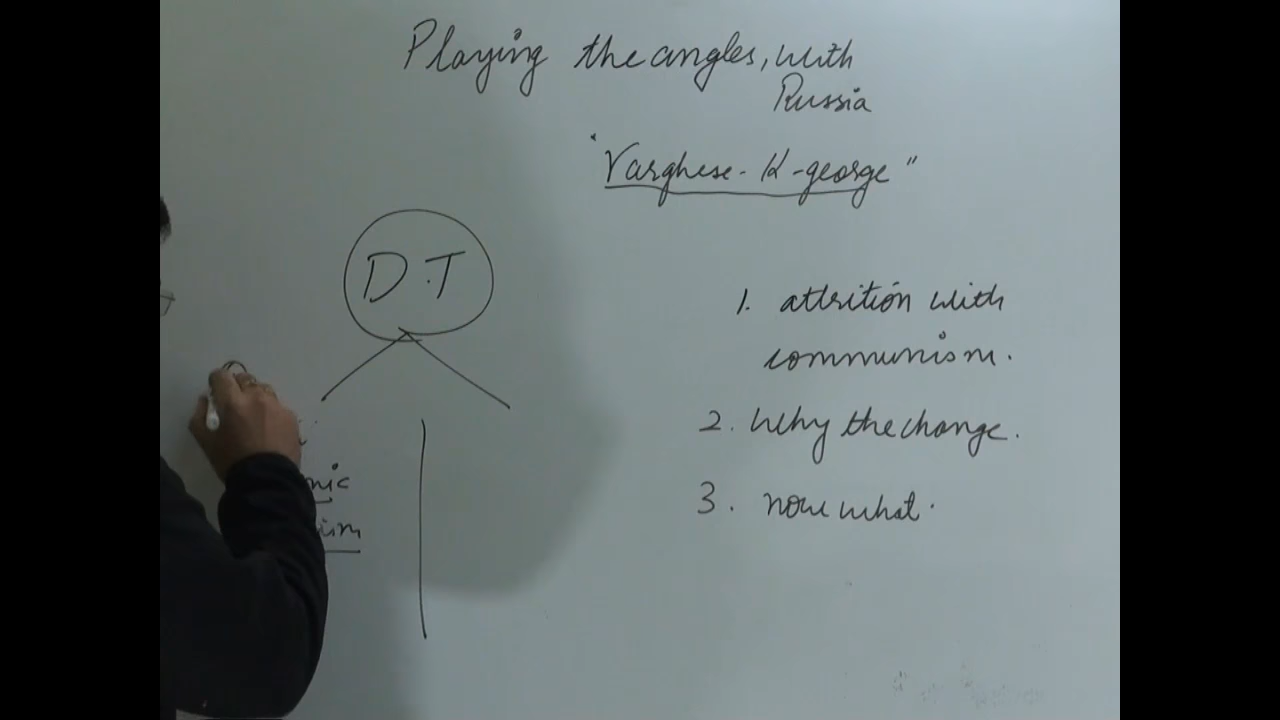 Playing the angles, with
Russia
"Varghese - K - george"
D.T
1. attrition with
communism.
2. Why the change.
3. now what.